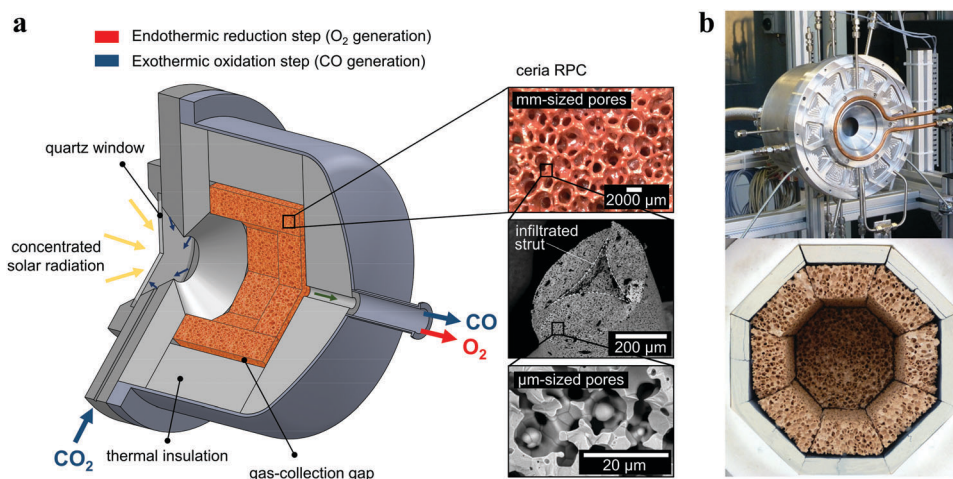 a
Endothermic reduction step (O₂ generation)
Exothermic oxidation step (CO generation)
quartz window
concentrated
solar radiation
CO₂
thermal insulation
gas-collection gap
CO
O₂
ceria RPC
mm-sized pores
2000 µm
infiltrated
strut
200 µm
µm-sized pores
20 µm
b